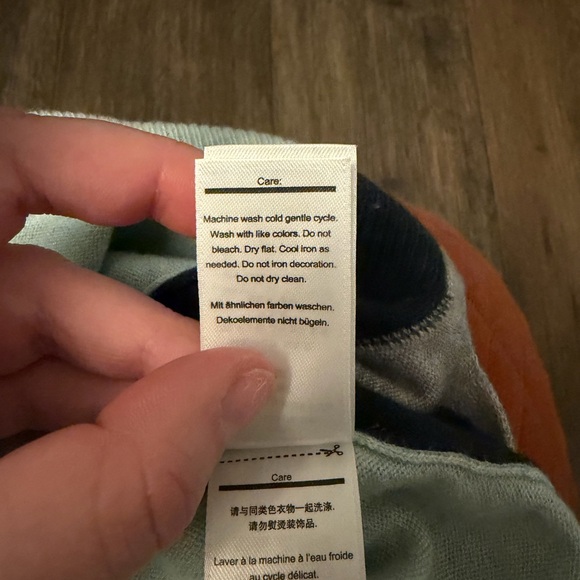 Care:
Machine wash cold gentle cycle.
Wash with like colors. Do not
bleach. Dry flat. Cool iron as
needed. Do not iron decoration.
Do not dry clean.
Mit ähnlichen farben waschen.
Dekoelemente nicht bügeln.
Care
请与同类色衣物一起洗涤.
请勿熨烫装饰品.
Laver à la machine à l'eau froide
au cycle délicat.